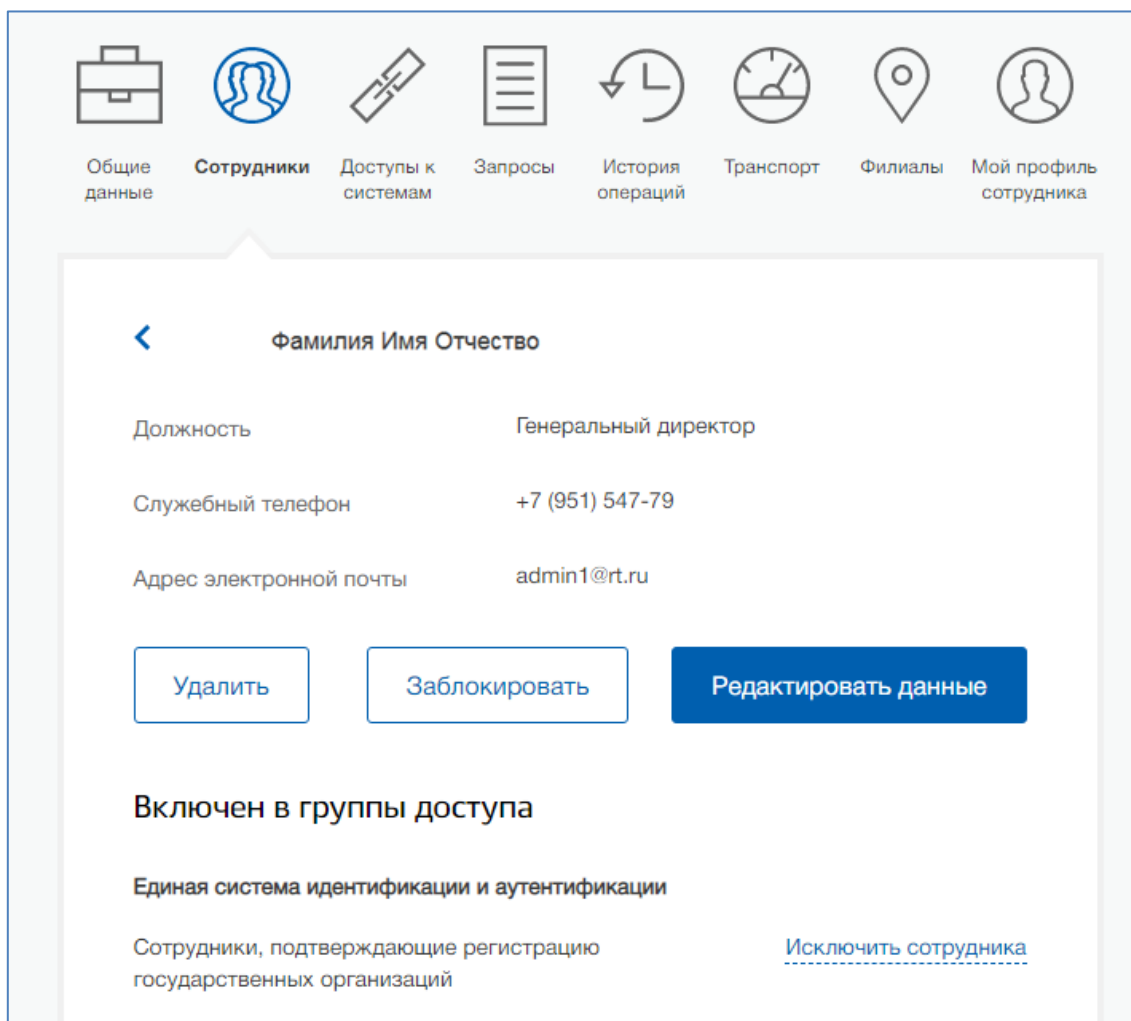 Общие данные
Сотрудники
Доступы к системам
Запросы
История операций
Транспорт
Филиалы
Мой профиль сотрудника
Фамилия Имя Отчество
Должность Генеральный директор
Служебный телефон +7 (951) 547-79
Адрес электронной почты admin1@rt.ru
Удалить Заблокировать Редактировать данные
Включен в группы доступа
Единая система идентификации и аутентификации
Сотрудники, подтверждающие регистрацию Исключить сотрудника
государственных организаций